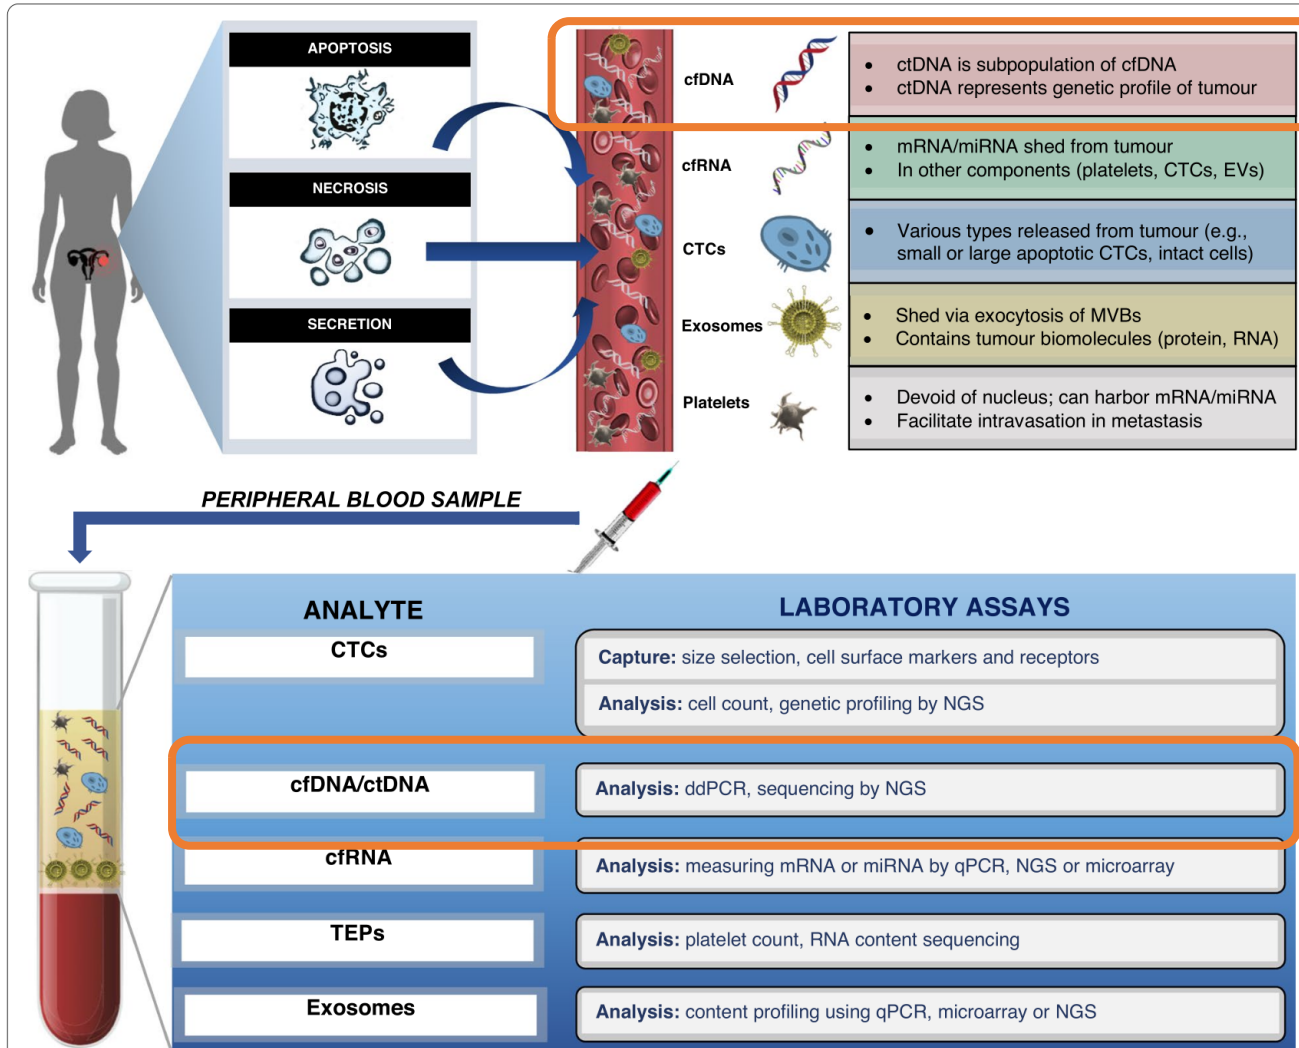 APOPTOSIS
NECROSIS
SECRETION
cfDNA
• ctDNA is subpopulation of cfDNA
• ctDNA represents genetic profile of tumour
cfRNA
• mRNA/miRNA shed from tumour
• In other components (platelets, CTCs, EVs)
CTCs
• Various types released from tumour (e.g.,
small or large apoptotic CTCs, intact cells)
Exosomes
• Shed via exocytosis of MVBs
• Contains tumour biomolecules (protein, RNA)
Platelets
• Devoid of nucleus; can harbor mRNA/miRNA
• Facilitate intravasation in metastasis
PERIPHERAL BLOOD SAMPLE
ANALYTE
LABORATORY ASSAYS
CTCs
Capture: size selection, cell surface markers and receptors
Analysis: cell count, genetic profiling by NGS
cfDNA/ctDNA
Analysis: ddPCR, sequencing by NGS
cfRNA
Analysis: measuring mRNA or miRNA by qPCR, NGS or microarray
TEPs
Analysis: platelet count, RNA content sequencing
Exosomes
Analysis: content profiling using qPCR, microarray or NGS